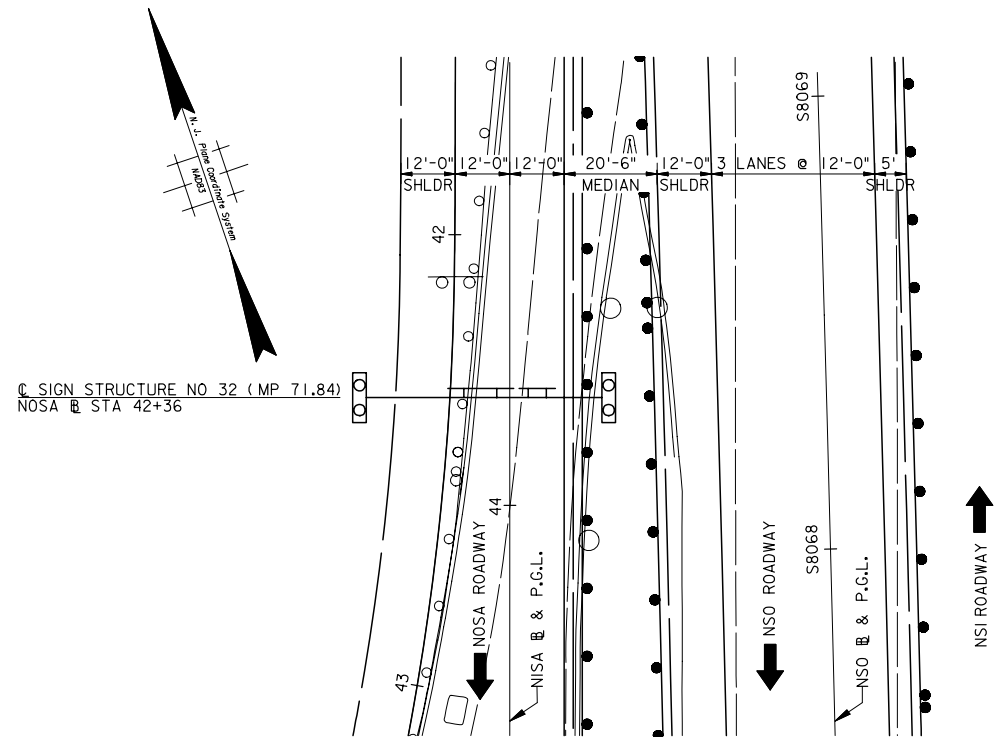 N. J. Plane Coordinate System
NAD83
12'-0" 12'-0" 12'-0" 20'-6" 12'-0" 3 LANES @ 12'-0" 5'
SHLDR MEDIAN SHLDR SHLDR
42
S8069
℄ SIGN STRUCTURE NO 32 (MP 71.84)
NOSA B̲L̲ STA 42+36
44
S8068
43
NOSA ROADWAY
NISA B̲L̲ & P.G.L.
NSO ROADWAY
NSO B̲L̲ & P.G.L.
NSI ROADWAY